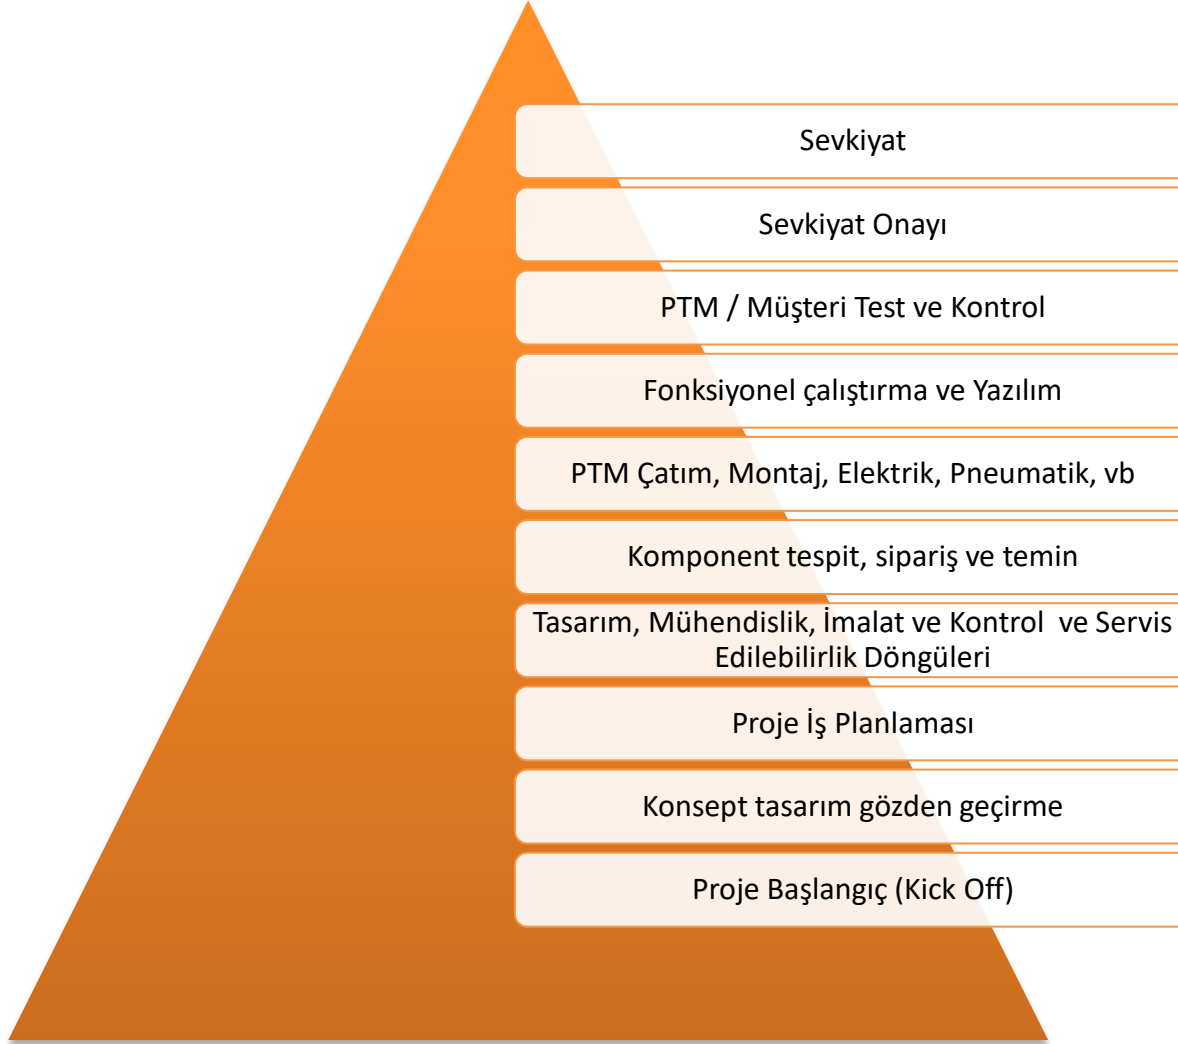 Sevkiyat
Sevkiyat Onayı
PTM / Müşteri Test ve Kontrol
Fonksiyonel çalıştırma ve Yazılım
PTM Çatım, Montaj, Elektrik, Pneumatik, vb
Komponent tespit, sipariş ve temin
Tasarım, Mühendislik, İmalat ve Kontrol  ve Servis
Edilebilirlik Döngüleri
Proje İş Planlaması
Konsept tasarım gözden geçirme
Proje Başlangıç (Kick Off)